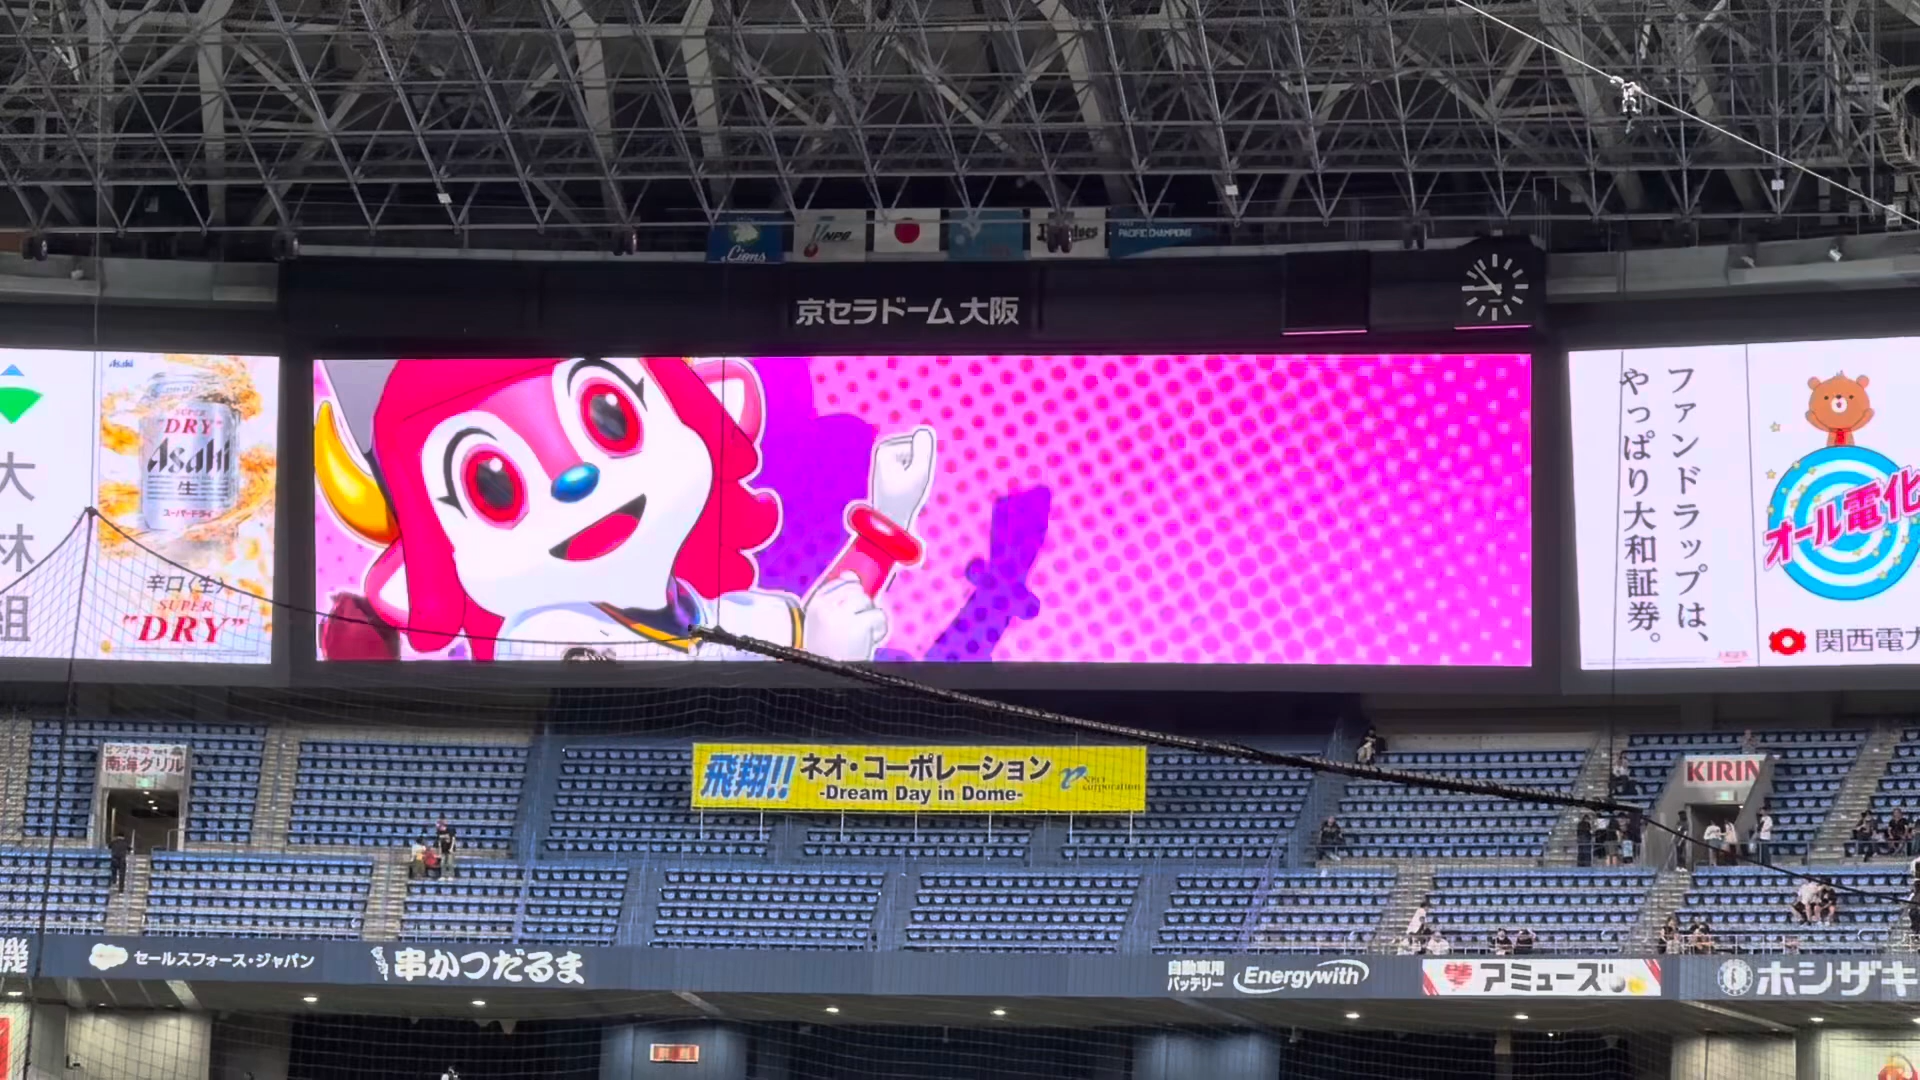 Lions
NPB
PACIFIC CHAMPIONS
京セラドーム 大阪
大
林
組
Asahi
SUPER
"DRY"
Asahi
生
スーパードライ
辛口〈生〉
SUPER
"DRY"
ファンドラップは、
やっぱり大和証券。
オール電化
関西電力
南海グリル
飛翔!! ネオ・コーポレーション
-Dream Day in Dome-
NEO
corporation
KIRIN
機
セールスフォース・ジャパン
串かつだるま
自動車用
バッテリー
Energywith
アミューズ
ホシザキ